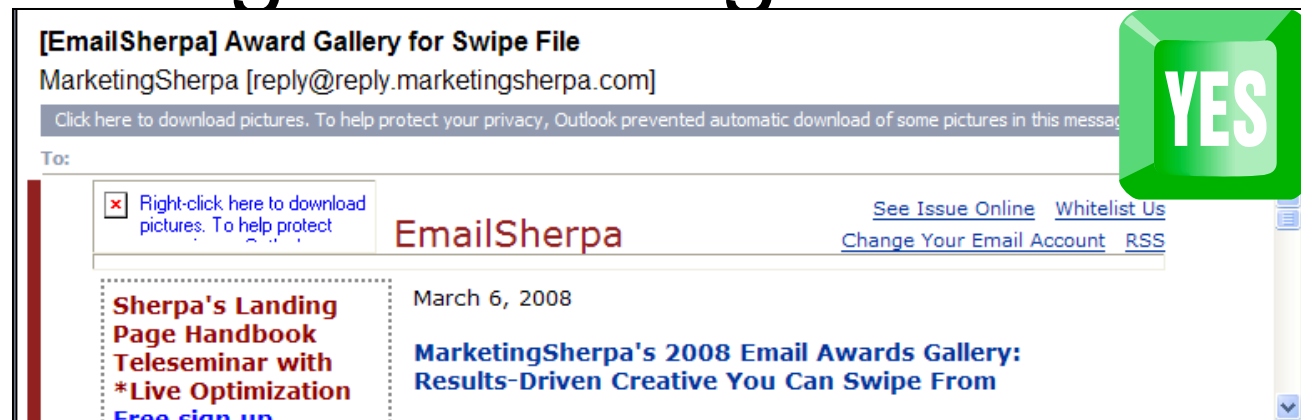 [EmailSherpa] Award Gallery for Swipe File
MarketingSherpa [reply@reply.marketingsherpa.com]
Click here to download pictures. To help protect your privacy, Outlook prevented automatic download of some pictures in this
YES
To:
Right-click here to download
pictures. To help protect
EmailSherpa
See Issue Online Whitelist Us
Change Your Email Account RSS
Sherpa's Landing
Page Handbook
Teleseminar with
*Live Optimization
Free sign up
March 6, 2008
MarketingSherpa's 2008 Email Awards Gallery:
Results-Driven Creative You Can Swipe From